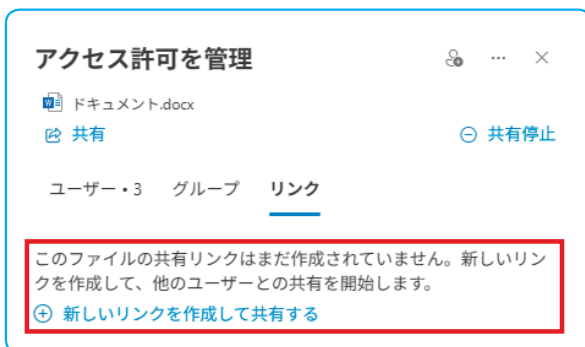 アクセス許可を管理
ドキュメント.docx
共有
共有停止
ユーザー・3 グループ リンク
このファイルの共有リンクはまだ作成されていません。新しいリン
クを作成して、他のユーザーとの共有を開始します。
新しいリンクを作成して共有する